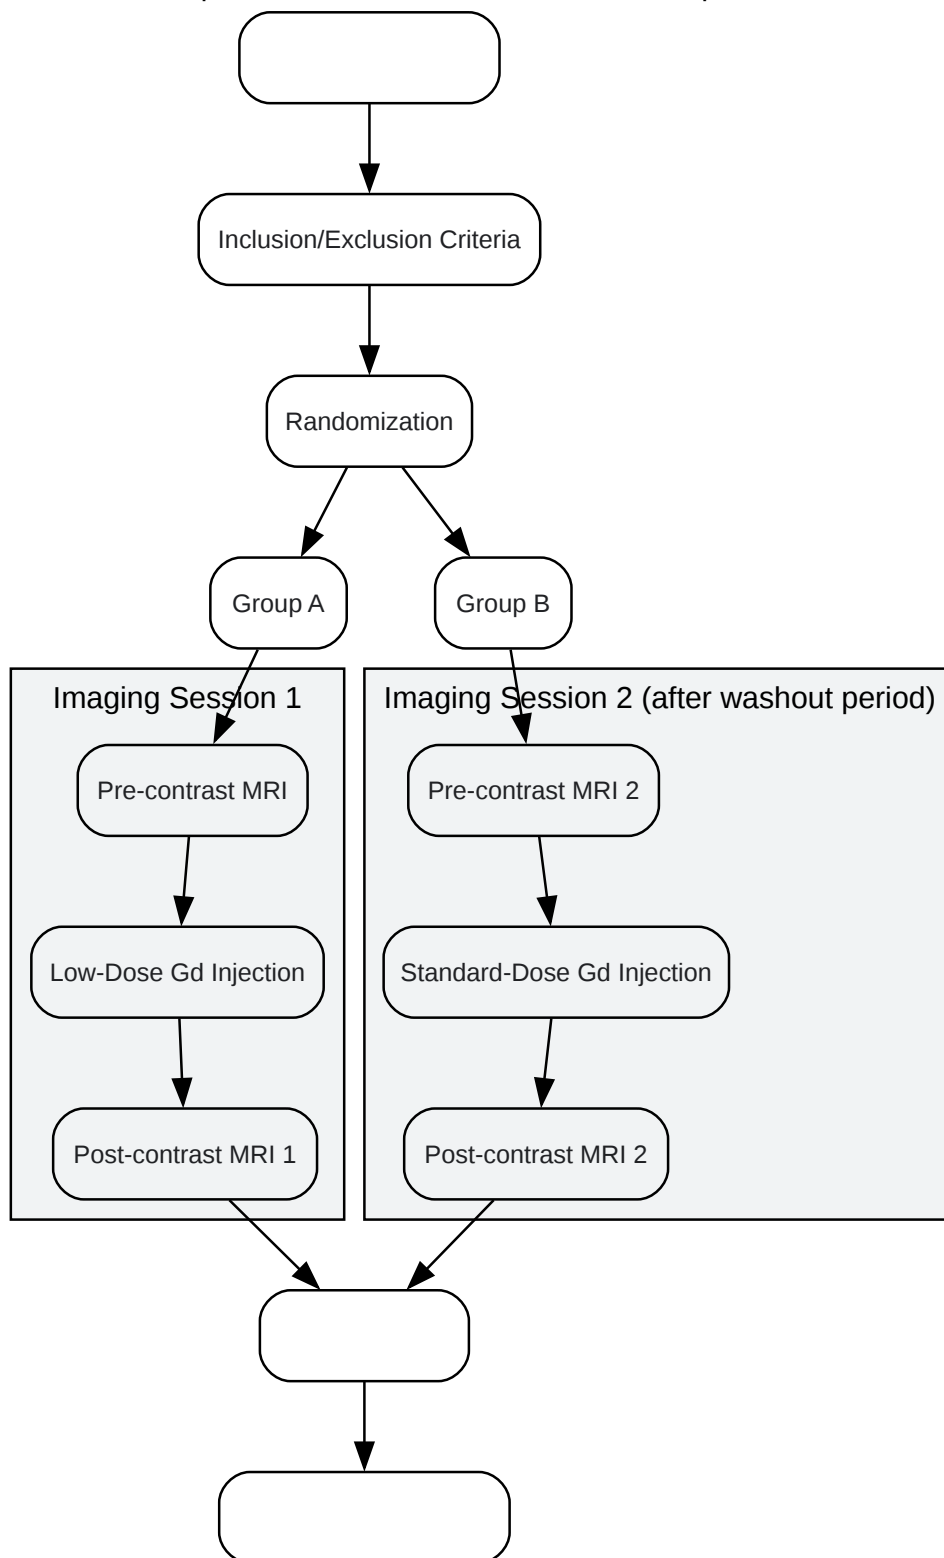 Inclusion/Exclusion Criteria
Randomization
Group A
Group B
Imaging Session 1
Imaging Session 2 (after washout period)
Pre-contrast MRI
Pre-contrast MRI 2
Low-Dose Gd Injection
Standard-Dose Gd Injection
Post-contrast MRI 1
Post-contrast MRI 2